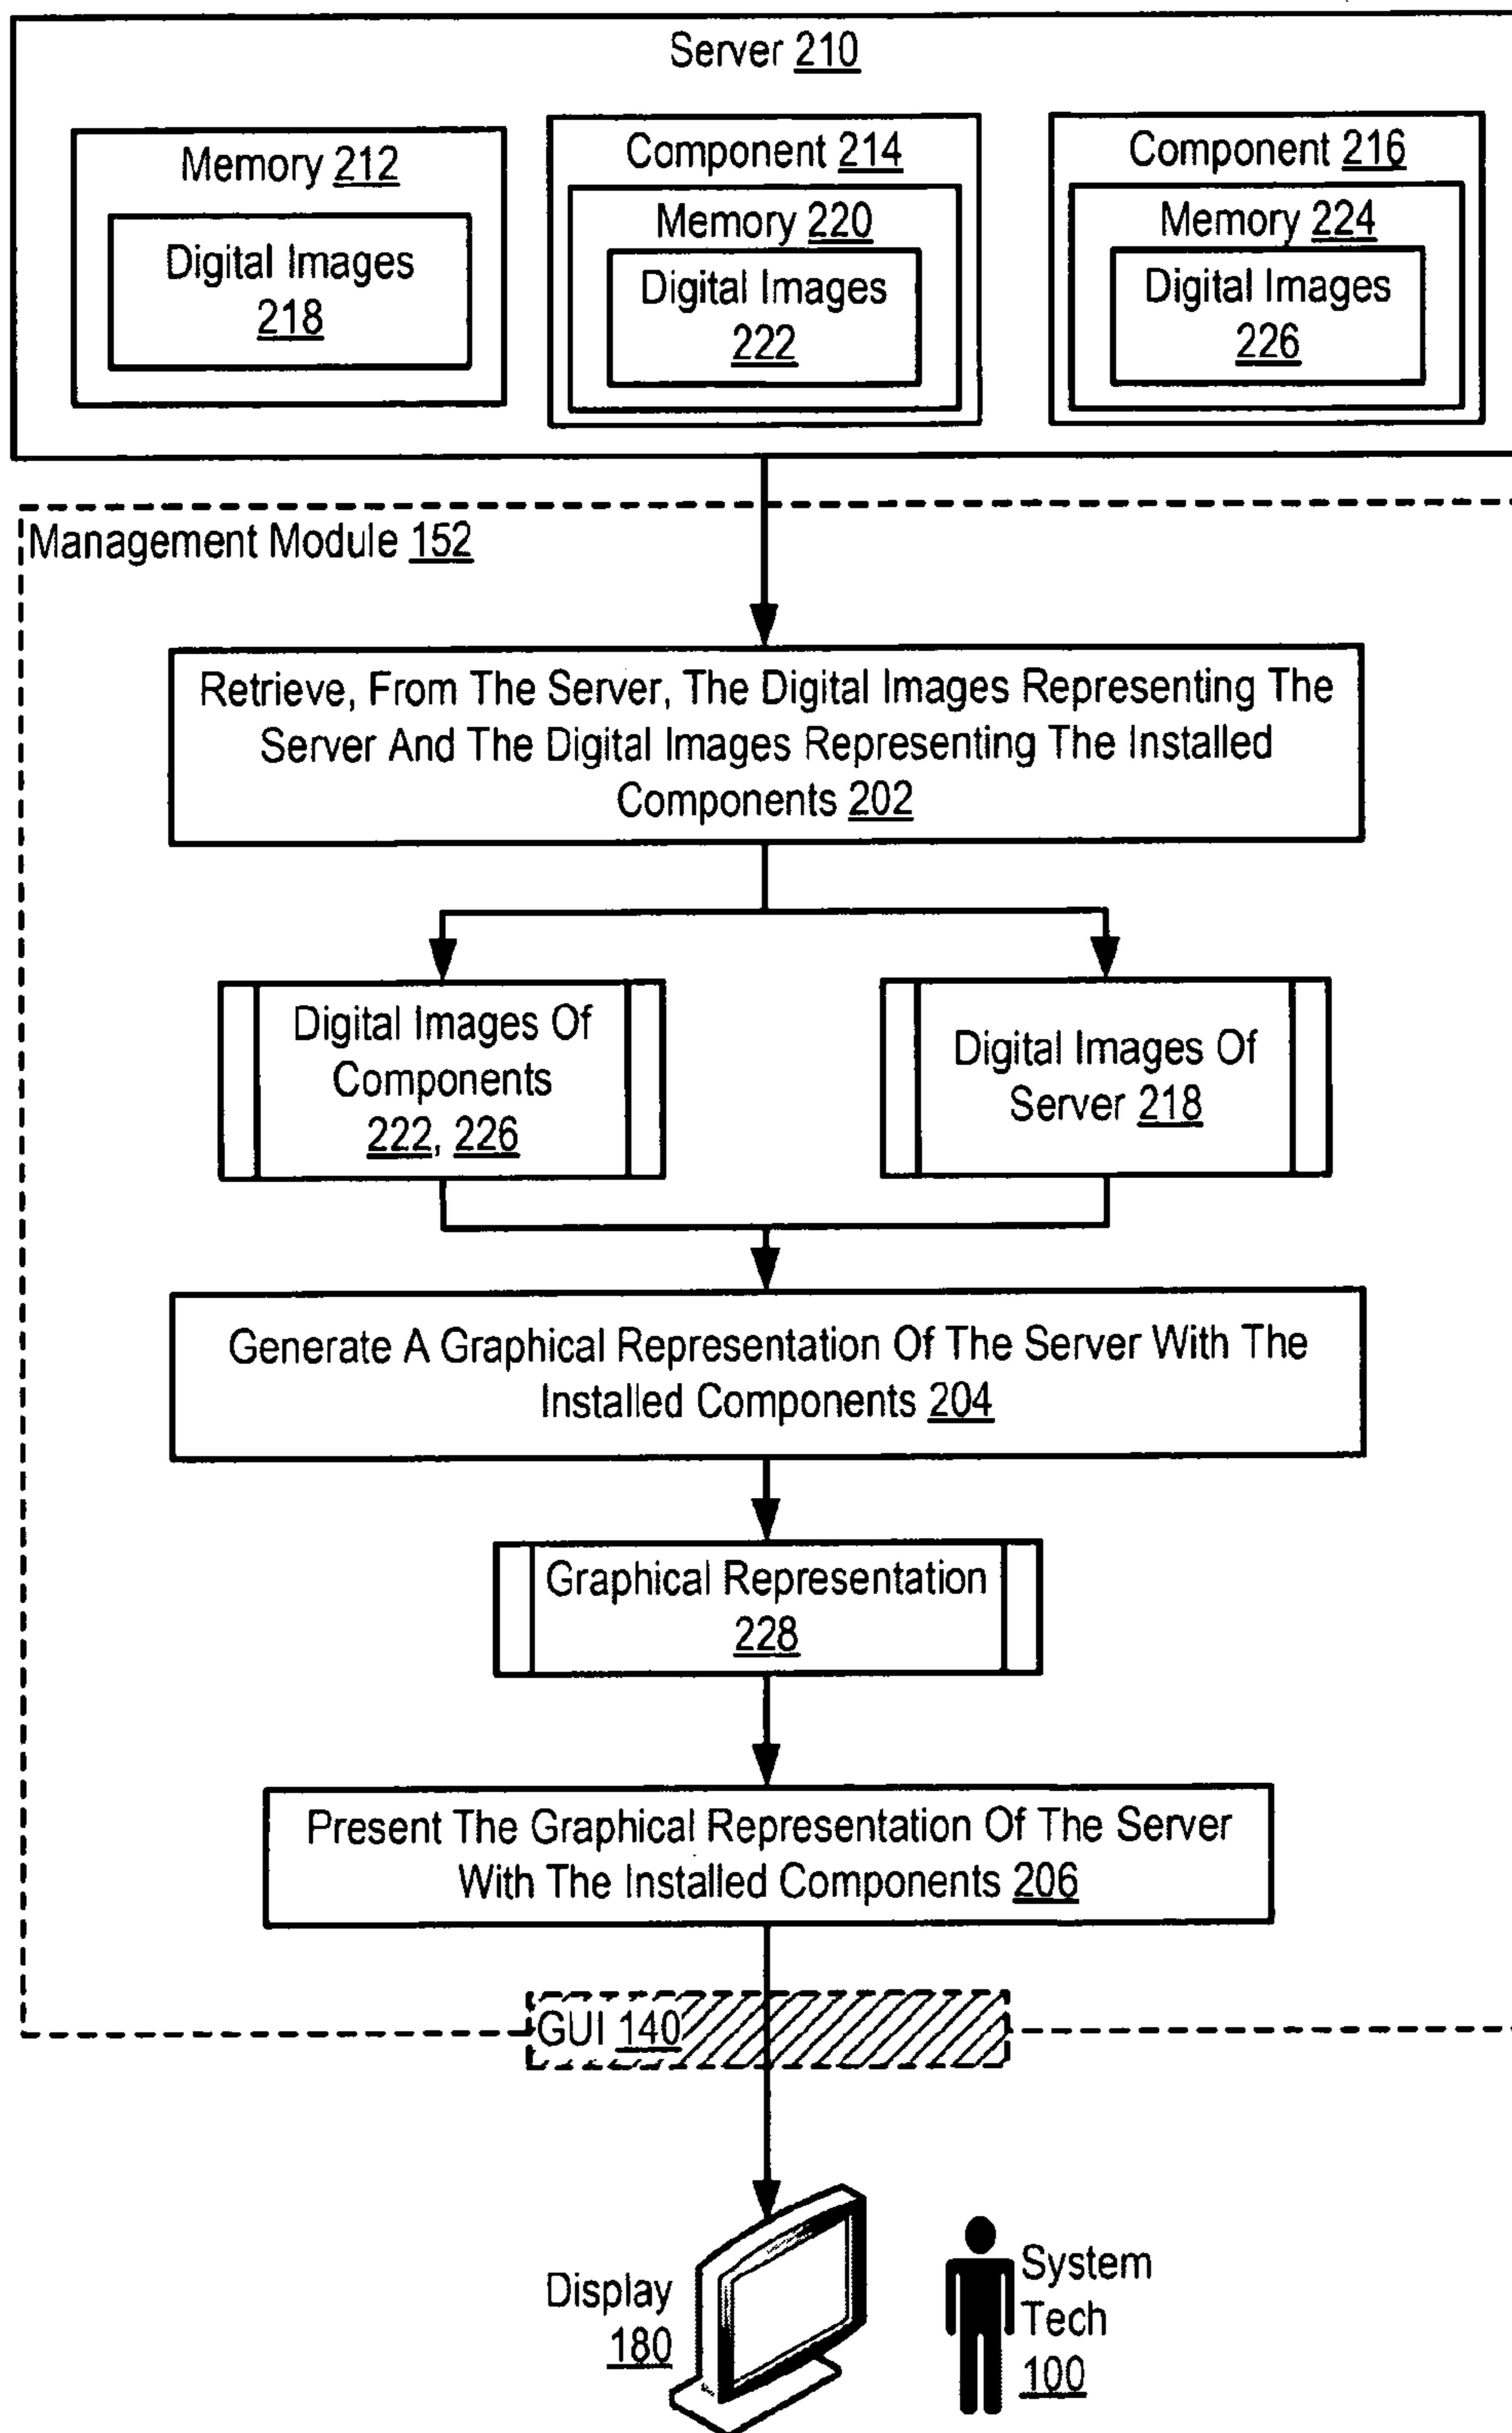 Server 210
Memory 212
Digital Images
218
Component 214
Memory 220
Digital Images
222
Component 216
Memory 224
Digital Images
226
Management Module 152
Retrieve, From The Server, The Digital Images Representing The
Server And The Digital Images Representing The Installed
Components 202
Digital Images Of
Components
222, 226
Digital Images Of
Server 218
Generate A Graphical Representation Of The Server With The
Installed Components 204
Graphical Representation
228
Present The Graphical Representation Of The Server
With The Installed Components 206
GUI 140
Display
180
System
Tech
100